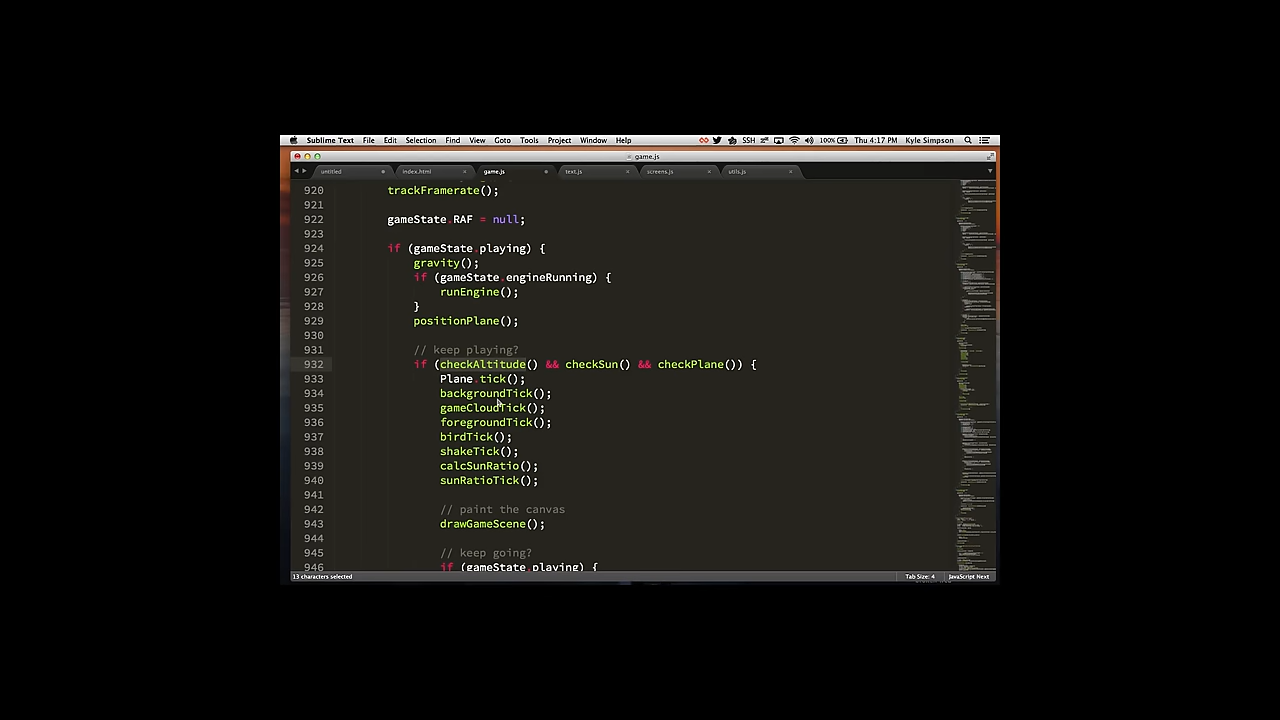 Sublime Text File Edit Selection Find View Goto Tools Project Window Help SSH 100% Thu 4:17 PM Kyle Simpson
game.js
untitled index.html game.js text.js screens.js utils.js
920 trackFramerate();
921
922 gameState.RAF = null;
923
924 if (gameState.playing) {
925 gravity();
926 if (gameState.engineRunning) {
927 runEngine();
928 }
929 positionPlane();
930
931 // keep playing?
932 if (checkAltitude() && checkSun() && checkPlane()) {
933 Plane.tick();
934 backgroundTick();
935 gameCloudTick();
936 foregroundTick();
937 birdTick();
938 shakeTick();
939 calcSunRatio();
940 sunRatioTick();
941
942 // paint the canvas
943 drawGameScene();
944
945 // keep going?
946 if (gameState.playing) {
13 characters selected Tab Size: 4 JavaScript Next